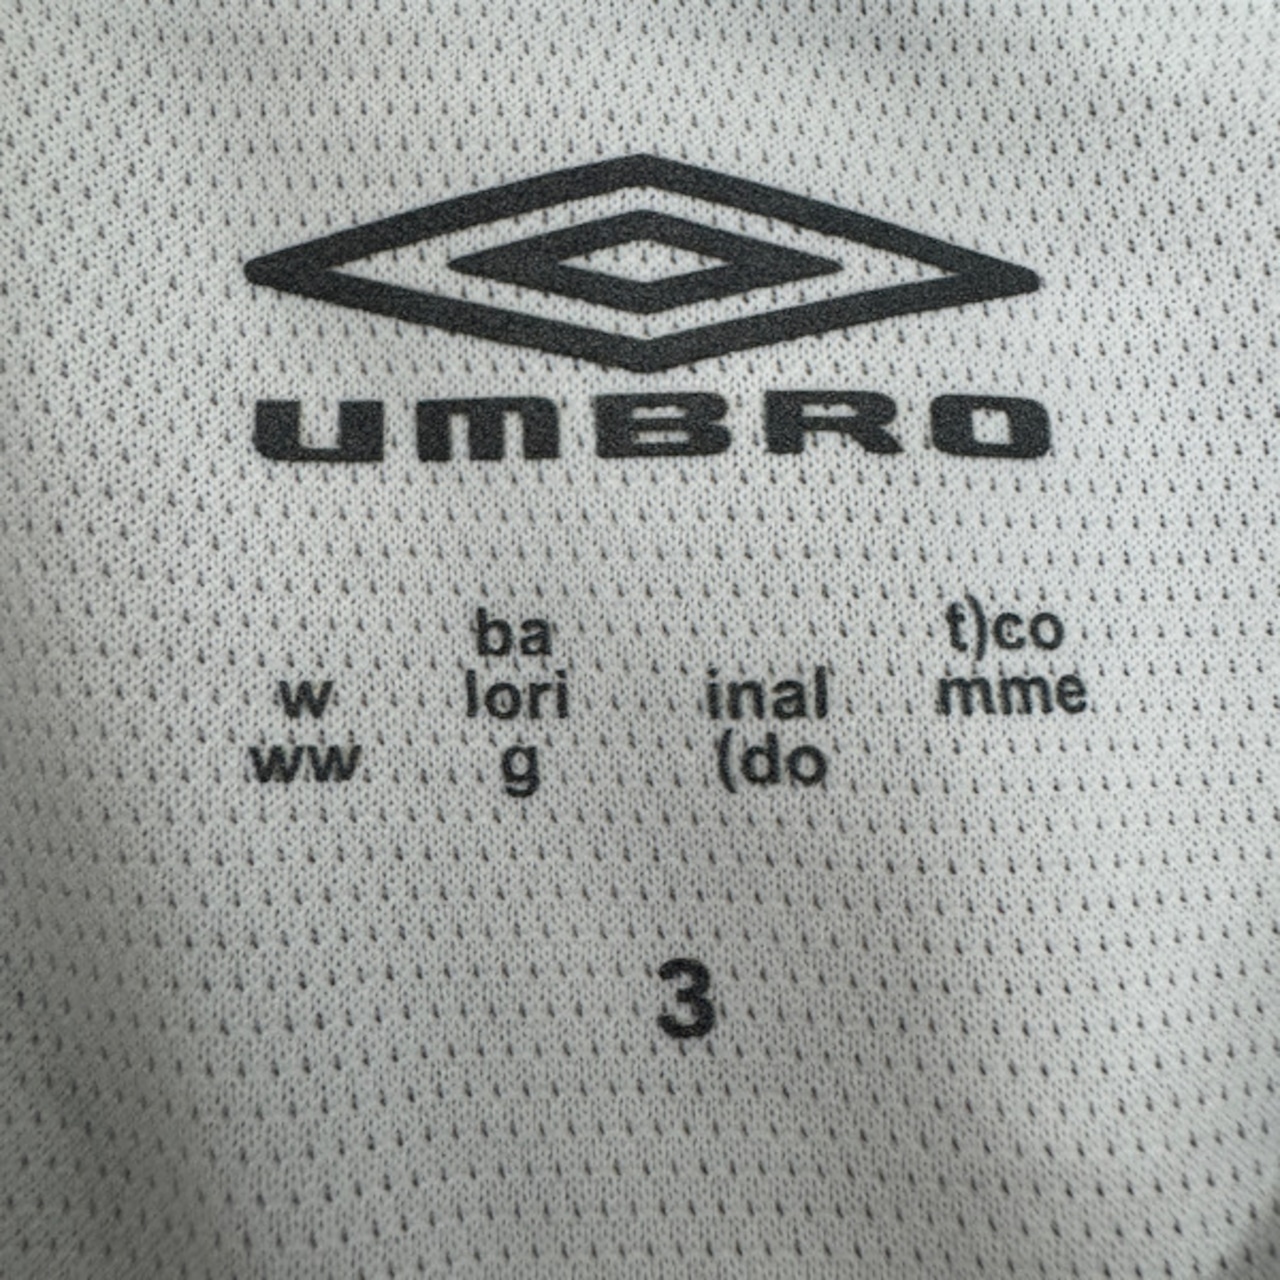 UMBRO
ba t)co
w lori inal mme
ww g (do
3